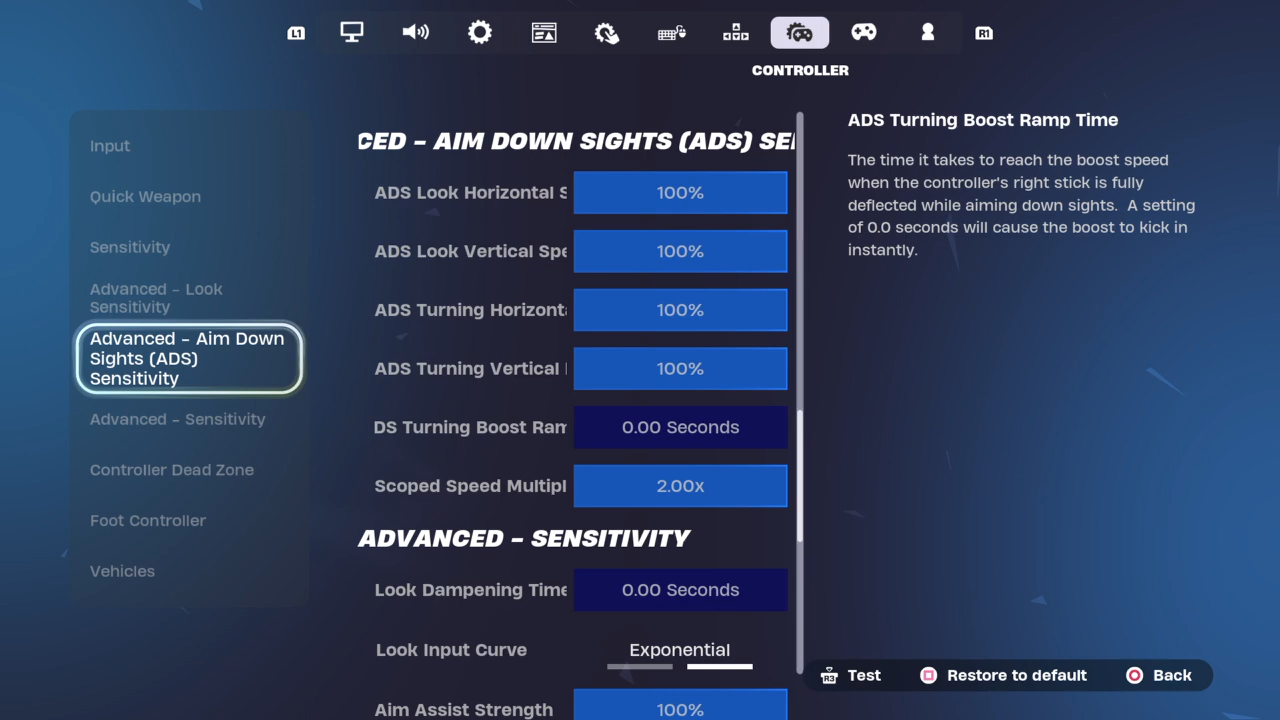 L1
R1
CONTROLLER
Input
Quick Weapon
Sensitivity
Advanced - Look
Sensitivity
Advanced - Aim Down
Sights (ADS)
Sensitivity
Advanced - Sensitivity
Controller Dead Zone
Foot Controller
Vehicles
CED - AIM DOWN SIGHTS (ADS) SE
ADS Look Horizontal S 100%
ADS Look Vertical Spe 100%
ADS Turning Horizonta 100%
ADS Turning Vertical 100%
DS Turning Boost Ram 0.00 Seconds
Scoped Speed Multipl 2.00x
ADVANCED - SENSITIVITY
Look Dampening Time 0.00 Seconds
Look Input Curve Exponential
Aim Assist Strength 100%
ADS Turning Boost Ramp Time
The time it takes to reach the boost speed
when the controller's right stick is fully
deflected while aiming down sights. A setting
of 0.0 seconds will cause the boost to kick in
instantly.
R3 Test Restore to default Back